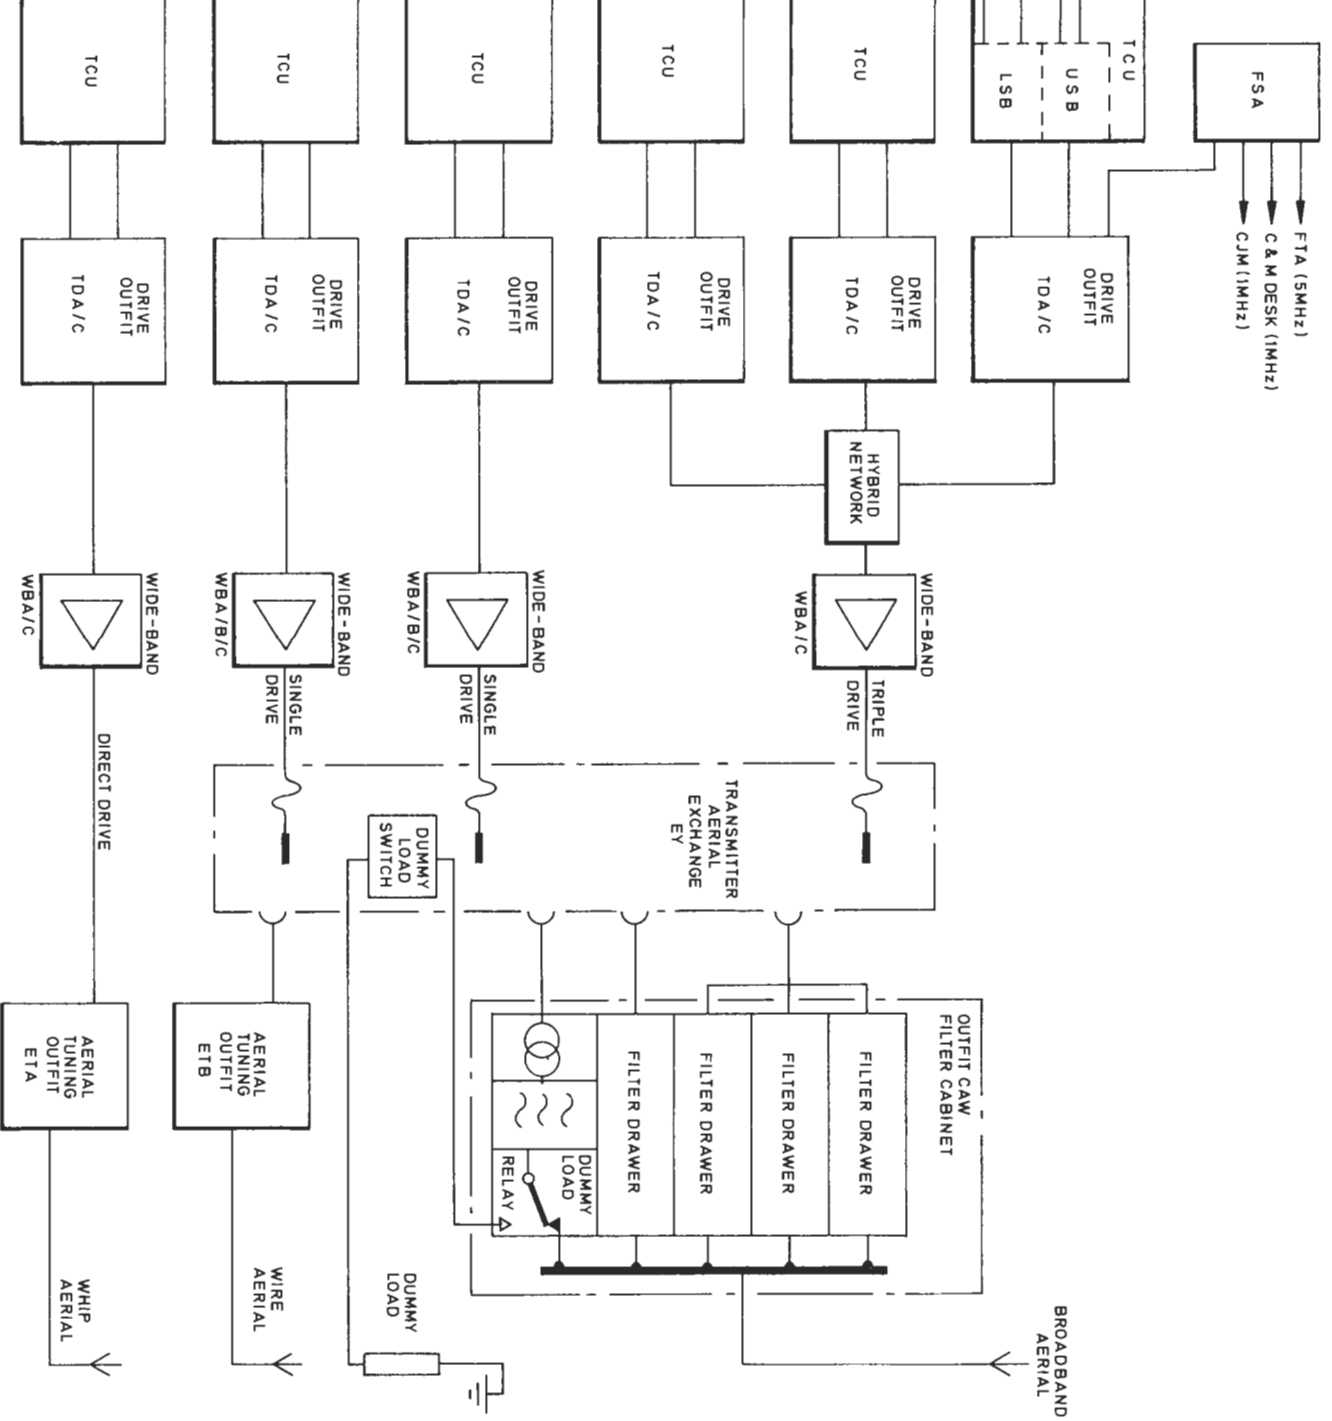 TCU
TCU
TCU
TCU
TCU
TCU
USB
LSB
FSA
FTA (5MHz)
C & M DESK (1MHz)
CJM (1MHz)
DRIVE
OUTFIT
TDA/C
DRIVE
OUTFIT
TDA/C
DRIVE
OUTFIT
TDA/C
DRIVE
OUTFIT
TDA/C
DRIVE
OUTFIT
TDA/C
DRIVE
OUTFIT
TDA/C
HYBRID
NETWORK
WIDE-BAND
WBA/C
WIDE-BAND
WBA/B/C
WIDE-BAND
WBA/B/C
WIDE-BAND
WBA/C
DIRECT DRIVE
SINGLE
DRIVE
SINGLE
DRIVE
TRIPLE
DRIVE
TRANSMITTER
AERIAL
EXCHANGE
EY
DUMMY
LOAD
SWITCH
AERIAL
TUNING
OUTFIT
ETA
AERIAL
TUNING
OUTFIT
ETB
OUTFIT CAW
FILTER CABINET
FILTER DRAWER
FILTER DRAWER
FILTER DRAWER
FILTER DRAWER
DUMMY
LOAD
RELAY
WHIP
AERIAL
WIRE
AERIAL
DUMMY
LOAD
BROADBAND
AERIAL